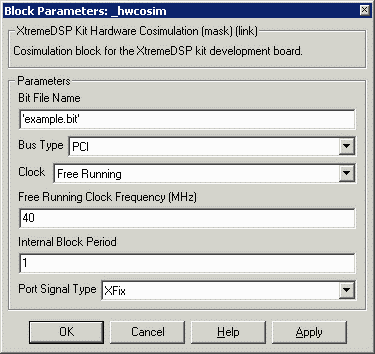 Block Parameters: _hwcosim
XtremeDSP Kit Hardware Cosimulation (mask) (link)
Cosimulation block for the XtremeDSP kit development board.
Parameters
Bit File Name
'example.bit'
Bus Type PCI
Clock Free Running
Free Running Clock Frequency (MHz)
40
Internal Block Period
1
Port Signal Type XFix
OK Cancel Help Apply